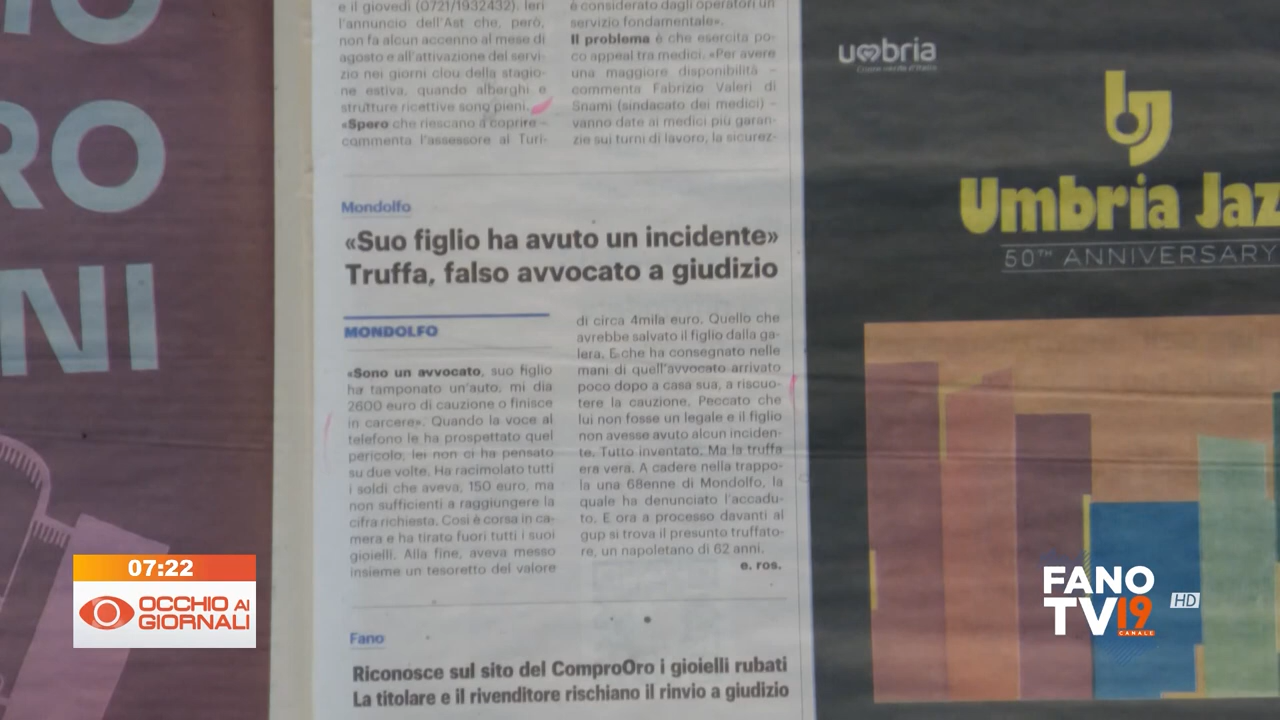 RO
NI
e il giovedì (0721/1932432). Ieri
l'annuncio dell'Ast che, però,
non fa alcun accenno al mese di
agosto e all'attivazione del servi-
zio nei giorni clou della stagio-
ne estiva, quando alberghi e
strutture ricettive sono pieni.
«Spero che riescano a coprire –
commenta l'assessore al Turi-
è considerato dagli operatori un
servizio fondamentale».
Il problema è che esercita po-
co appeal tra medici. «Per avere
una maggiore disponibilità –
commenta Fabrizio Valeri di
Snami (sindacato dei medici) –
vanno date ai medici più garan-
zie sui turni di lavoro, la sicurez-
Mondolfo
«Suo figlio ha avuto un incidente»
Truffa, falso avvocato a giudizio
MONDOLFO
«Sono un avvocato, suo figlio
ha tamponato un'auto, mi dia
2600 euro di cauzione o finisce
in carcere». Quando la voce al
telefono le ha prospettato quel
pericolo, lei non ci ha pensato
su due volte. Ha racimolato tutti
i soldi che aveva, 150 euro, ma
non sufficienti a raggiungere la
cifra richiesta. Così è corsa in ca-
mera e ha tirato fuori tutti i suoi
gioielli. Alla fine, aveva messo
insieme un tesoretto del valore
di circa 4mila euro. Quello che
avrebbe salvato il figlio dalla ga-
lera. E che ha consegnato nelle
mani di quell'avvocato arrivato
poco dopo a casa sua, a riscuo-
tere la cauzione. Peccato che
lui non fosse un legale e il figlio
non avesse avuto alcun inciden-
te. Tutto inventato. Ma la truffa
era vera. A cadere nella trappo-
la una 68enne di Mondolfo, la
quale ha denunciato l'accadu-
to. E ora a processo davanti al
gup si trova il presunto truffato-
re, un napoletano di 62 anni.
e. ros.
Fano
Riconosce sul sito del ComproOro i gioielli rubati
La titolare e il rivenditore rischiano il rinvio a giudizio
umbria
Umbria Jaz
50TH ANNIVERSARY
07:22
OCCHIO AI
GIORNALI
FANO
TV19
CANALE
HD